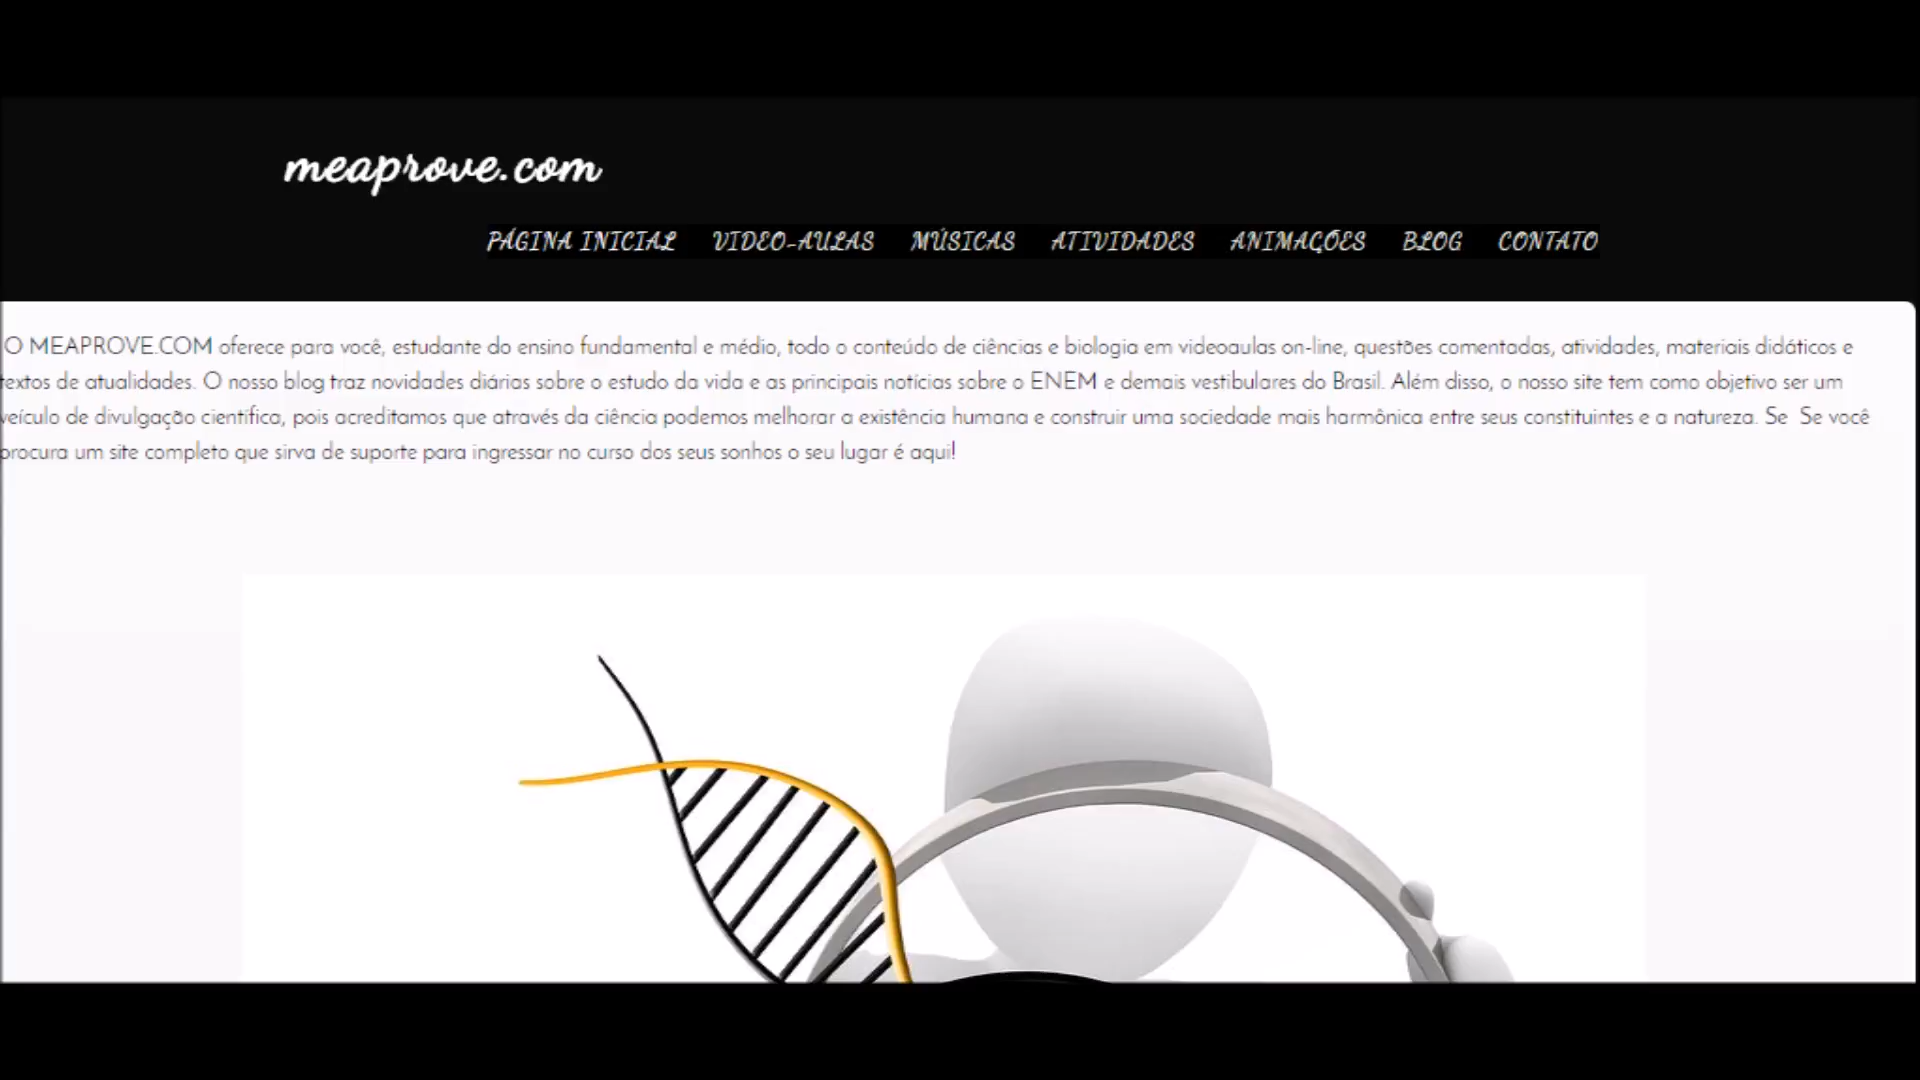 meaprove.com
PÁGINA INICIAL VIDEO-AULAS MÚSICAS ATIVIDADES ANIMAÇÕES BLOG CONTATO
O MEAPROVE.COM oferece para você, estudante do ensino fundamental e médio, todo o conteúdo de ciências e biologia em videoaulas on-line, questões comentadas, atividades, materiais didáticos e
textos de atualidades. O nosso blog traz novidades diárias sobre o estudo da vida e as principais notícias sobre o ENEM e demais vestibulares do Brasil. Além disso, o nosso site tem como objetivo ser um
veículo de divulgação científica, pois acreditamos que através da ciência podemos melhorar a existência humana e construir uma sociedade mais harmônica entre seus constituintes e a natureza. Se  Se você
procura um site completo que sirva de suporte para ingressar no curso dos seus sonhos o seu lugar é aqui!